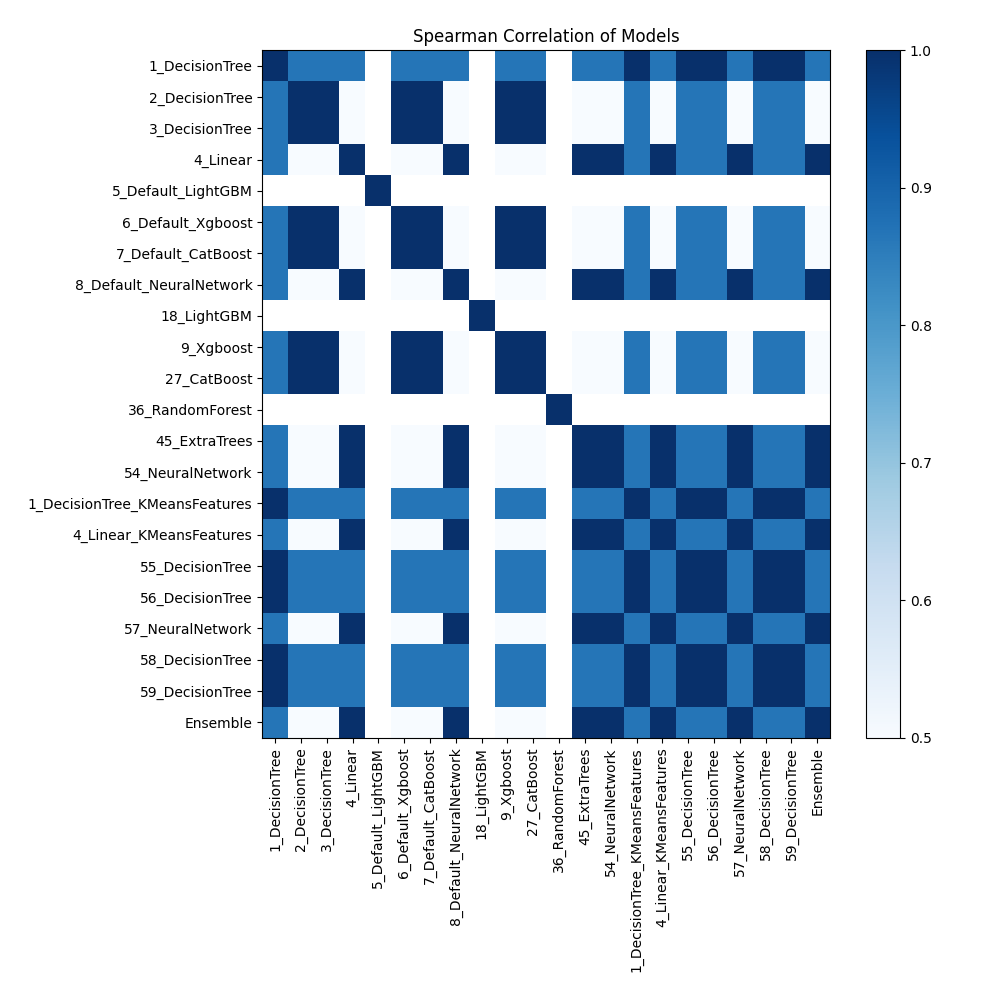 Spearman Correlation of Models
1_DecisionTree
2_DecisionTree
3_DecisionTree
4_Linear
5_Default_LightGBM
6_Default_Xgboost
7_Default_CatBoost
8_Default_NeuralNetwork
18_LightGBM
9_Xgboost
27_CatBoost
36_RandomForest
45_ExtraTrees
54_NeuralNetwork
1_DecisionTree_KMeansFeatures
4_Linear_KMeansFeatures
55_DecisionTree
56_DecisionTree
57_NeuralNetwork
58_DecisionTree
59_DecisionTree
Ensemble
1_DecisionTree
2_DecisionTree
3_DecisionTree
4_Linear
5_Default_LightGBM
6_Default_Xgboost
7_Default_CatBoost
8_Default_NeuralNetwork
18_LightGBM
9_Xgboost
27_CatBoost
36_RandomForest
45_ExtraTrees
54_NeuralNetwork
1_DecisionTree_KMeansFeatures
4_Linear_KMeansFeatures
55_DecisionTree
56_DecisionTree
57_NeuralNetwork
58_DecisionTree
59_DecisionTree
Ensemble
1.0
0.9
0.8
0.7
0.6
0.5